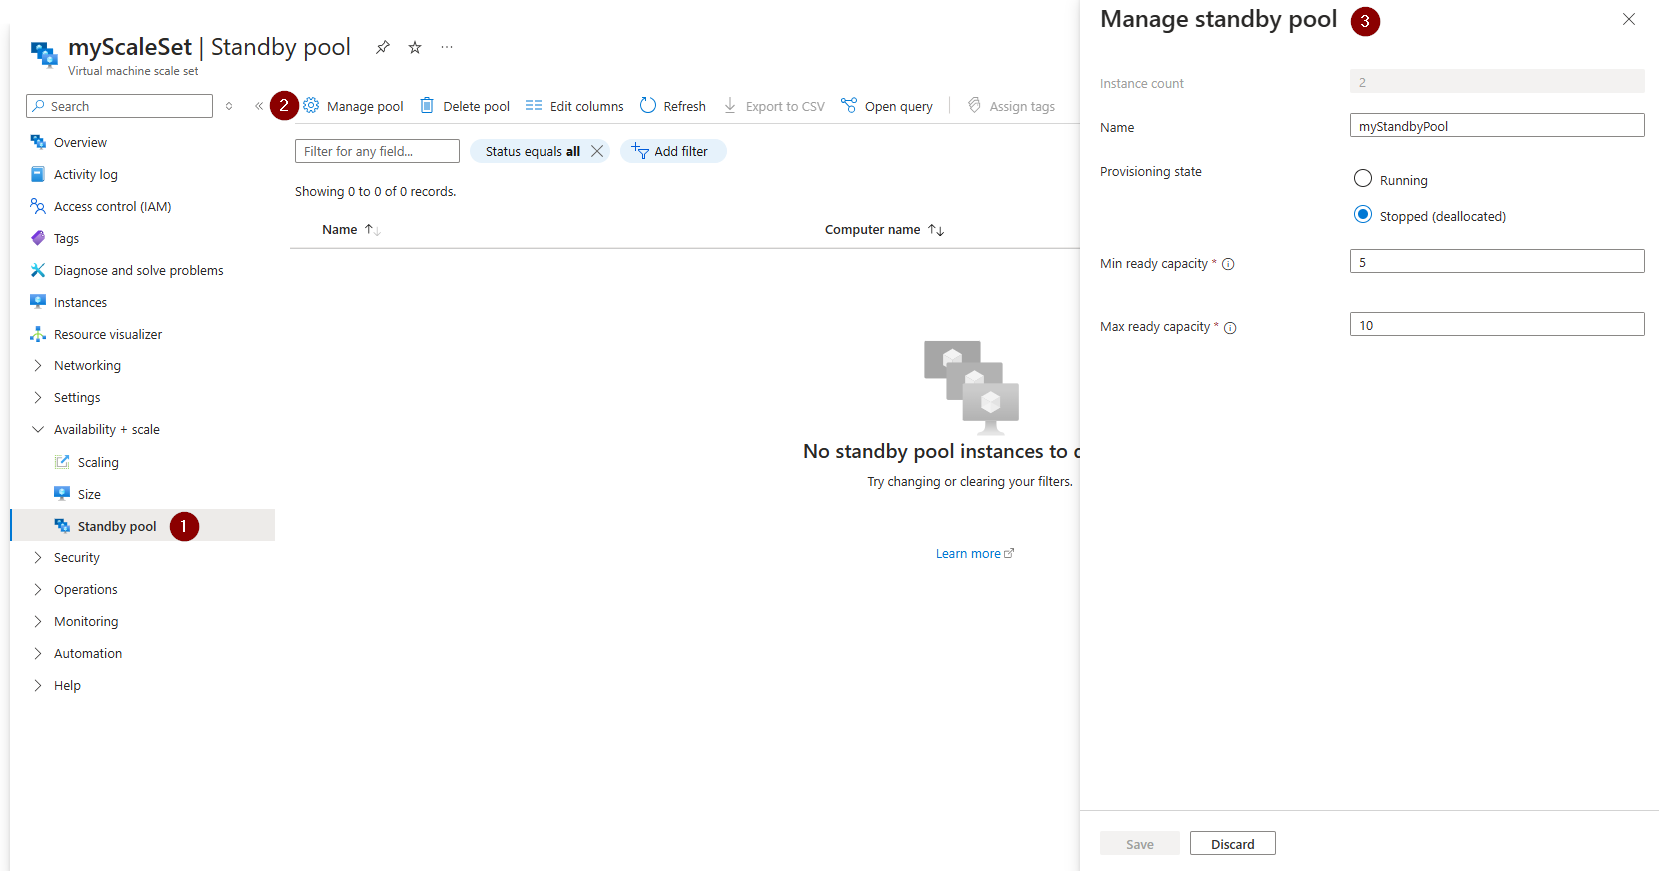 myScaleSet | Standby pool
Virtual machine scale set
Search
Overview
Activity log
Access control (IAM)
Tags
Diagnose and solve problems
Instances
Resource visualizer
Networking
Settings
Availability + scale
Scaling
Size
Standby pool 1
Security
Operations
Monitoring
Automation
Help
2 Manage pool Delete pool Edit columns Refresh Export to CSV Open query Assign tags
Filter for any field... Status equals all Add filter
Showing 0 to 0 of 0 records.
Name Computer name
No standby pool instances to
Try changing or clearing your filters.
Learn more
Manage standby pool 3
Instance count 2
Name myStandbyPool
Provisioning state
Running
Stopped (deallocated)
Min ready capacity * 5
Max ready capacity * 10
Save Discard